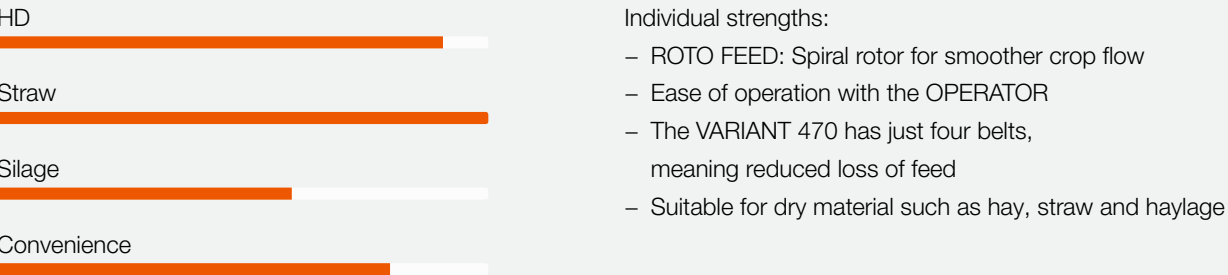 HD
Straw
Silage
Convenience
Individual strengths:
– ROTO FEED: Spiral rotor for smoother crop flow
– Ease of operation with the OPERATOR
– The VARIANT 470 has just four belts,
meaning reduced loss of feed
– Suitable for dry material such as hay, straw and haylage